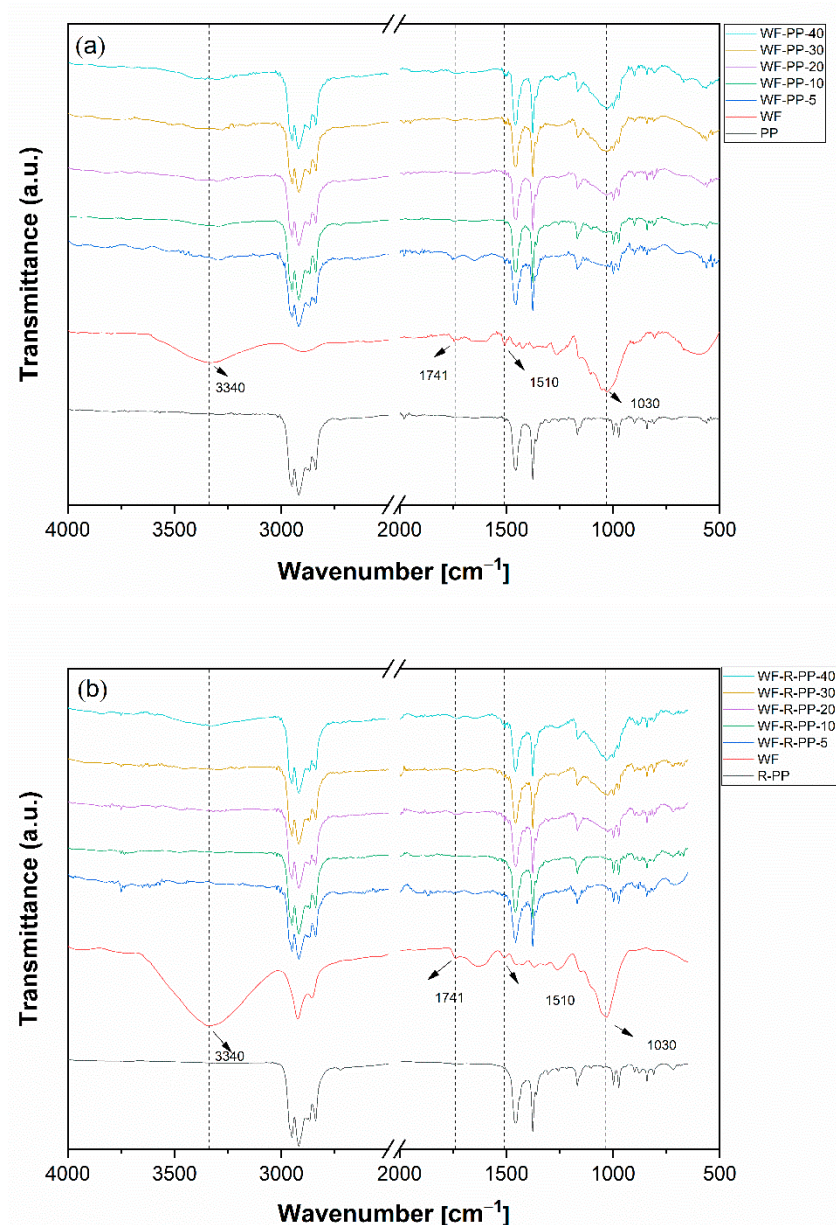 (a)
WF-PP-40
WF-PP-30
WF-PP-20
WF-PP-10
WF-PP-5
WF
PP
Transmittance (a.u.)
3340
1741
1510
1030
4000 3500 3000 2000 1500 1000 500
Wavenumber [cm⁻¹]
(b)
WF-R-PP-40
WF-R-PP-30
WF-R-PP-20
WF-R-PP-10
WF-R-PP-5
WF
R-PP
Transmittance (a.u.)
1741
1510
3340
1030
4000 3500 3000 2000 1500 1000 500
Wavenumber [cm⁻¹]